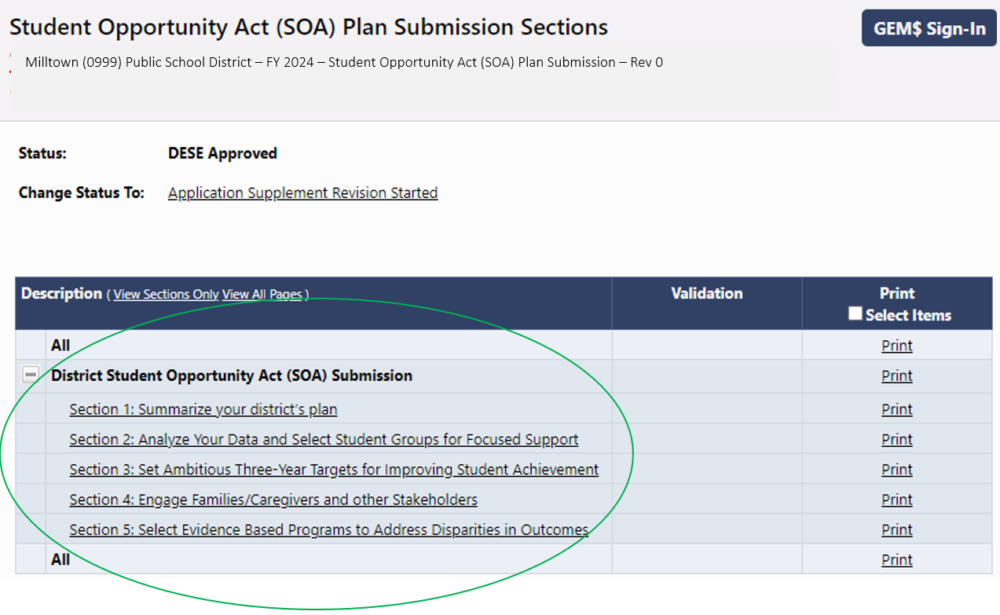 Student Opportunity Act (SOA) Plan Submission Sections
GEM$ Sign-In
Milltown (0999) Public School District – FY 2024 – Student Opportunity Act (SOA) Plan Submission – Rev 0
Status: DESE Approved
Change Status To: Application Supplement Revision Started
Description ( View Sections Only View All Pages ) Validation Print
Select Items
All Print
District Student Opportunity Act (SOA) Submission Print
Section 1: Summarize your district’s plan Print
Section 2: Analyze Your Data and Select Student Groups for Focused Support Print
Section 3: Set Ambitious Three-Year Targets for Improving Student Achievement Print
Section 4: Engage Families/Caregivers and other Stakeholders Print
Section 5: Select Evidence Based Programs to Address Disparities in Outcomes Print
All Print